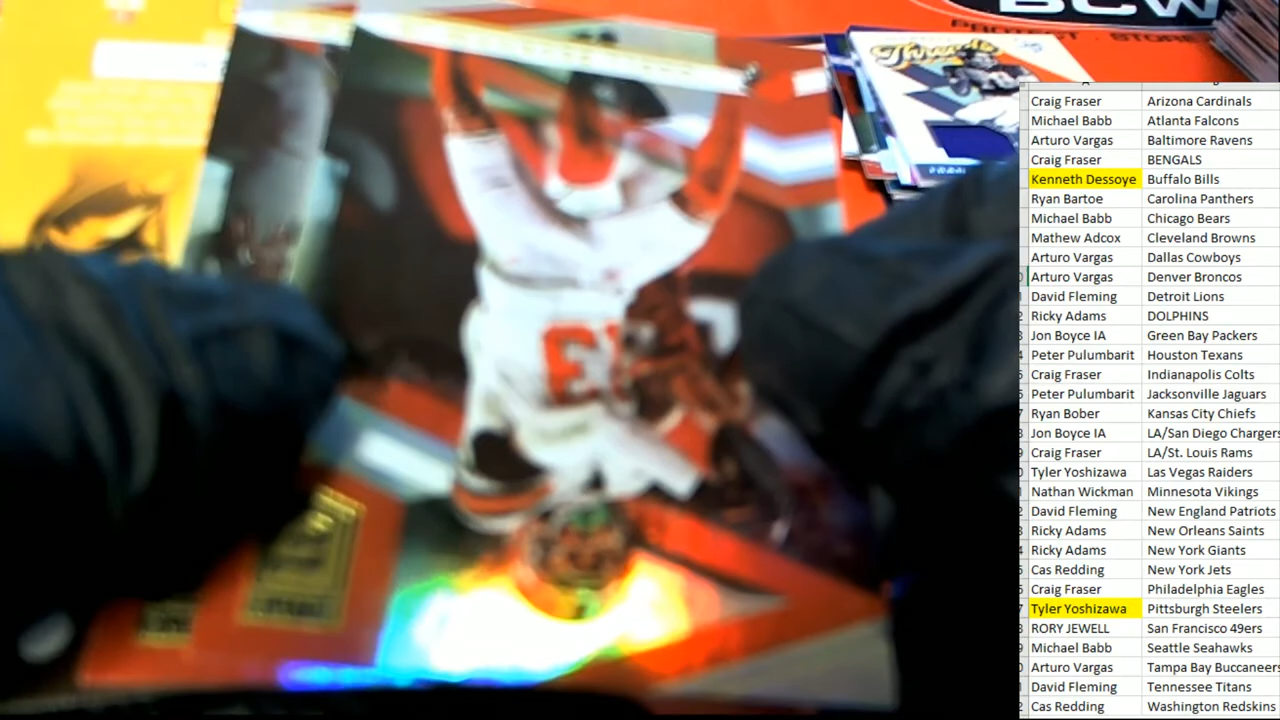 BCW
PROTECT · STORE
Threads
Craig Fraser Arizona Cardinals
Michael Babb Atlanta Falcons
Arturo Vargas Baltimore Ravens
Craig Fraser BENGALS
Kenneth Dessoye Buffalo Bills
Ryan Bartoe Carolina Panthers
Michael Babb Chicago Bears
Mathew Adcox Cleveland Browns
Arturo Vargas Dallas Cowboys
Arturo Vargas Denver Broncos
David Fleming Detroit Lions
Ricky Adams DOLPHINS
Jon Boyce IA Green Bay Packers
Peter Pulumbarit Houston Texans
Craig Fraser Indianapolis Colts
Peter Pulumbarit Jacksonville Jaguars
Ryan Bober Kansas City Chiefs
Jon Boyce IA LA/San Diego Chargers
Craig Fraser LA/St. Louis Rams
Tyler Yoshizawa Las Vegas Raiders
Nathan Wickman Minnesota Vikings
David Fleming New England Patriots
Ricky Adams New Orleans Saints
Ricky Adams New York Giants
Cas Redding New York Jets
Craig Fraser Philadelphia Eagles
Tyler Yoshizawa Pittsburgh Steelers
RORY JEWELL San Francisco 49ers
Michael Babb Seattle Seahawks
Arturo Vargas Tampa Bay Buccaneers
David Fleming Tennessee Titans
Cas Redding Washington Redskins